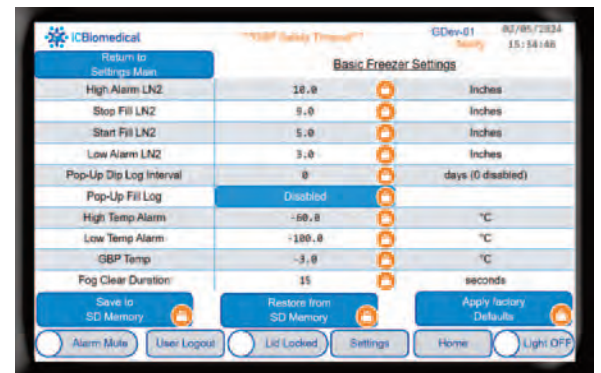 ICBiomedical
GDev-01
15:54:46
Return to
Settings Main
Basic Freezer Settings
High Alarm LN2 10.0 Inches
Stop Fill LN2 9.0 Inches
Start Fill LN2 5.0 Inches
Low Alarm LN2 3.0 Inches
Pop-Up Dip Log Interval 0 days (0 disabled)
Pop-Up Fill Log Disabled
High Temp Alarm -60.0 °C
Low Temp Alarm -100.0 °C
GBP Temp -3.0 °C
Fog Clear Duration 15 seconds
Save to
SD Memory
Restore from
SD Memory
Apply factory
Defaults
Alarm Mute User Logout Lid Locked Settings Home Light OFF